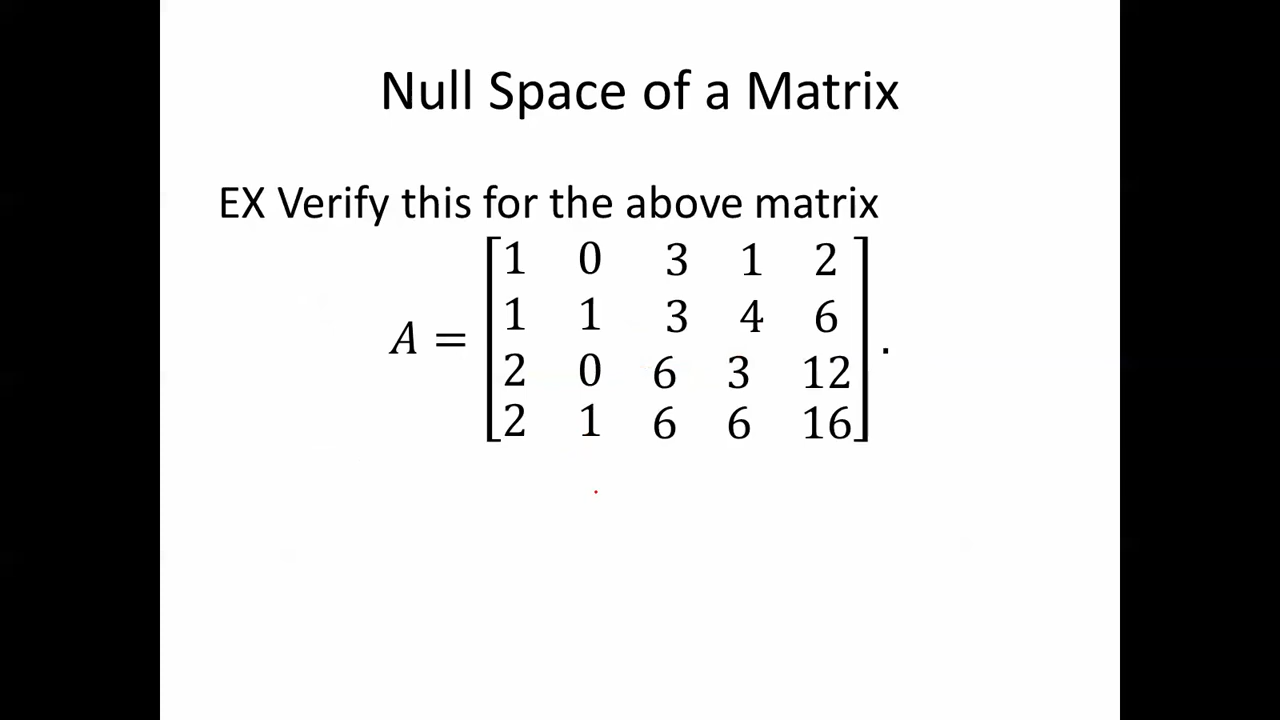 Null Space of a Matrix
EX Verify this for the above matrix
A = [1 0 3 1 2
1 1 3 4 6
2 0 6 3 12
2 1 6 6 16].